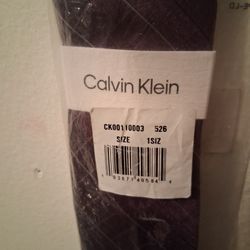 Calvin Klein
CK00110003 526
SIZE 1SIZ